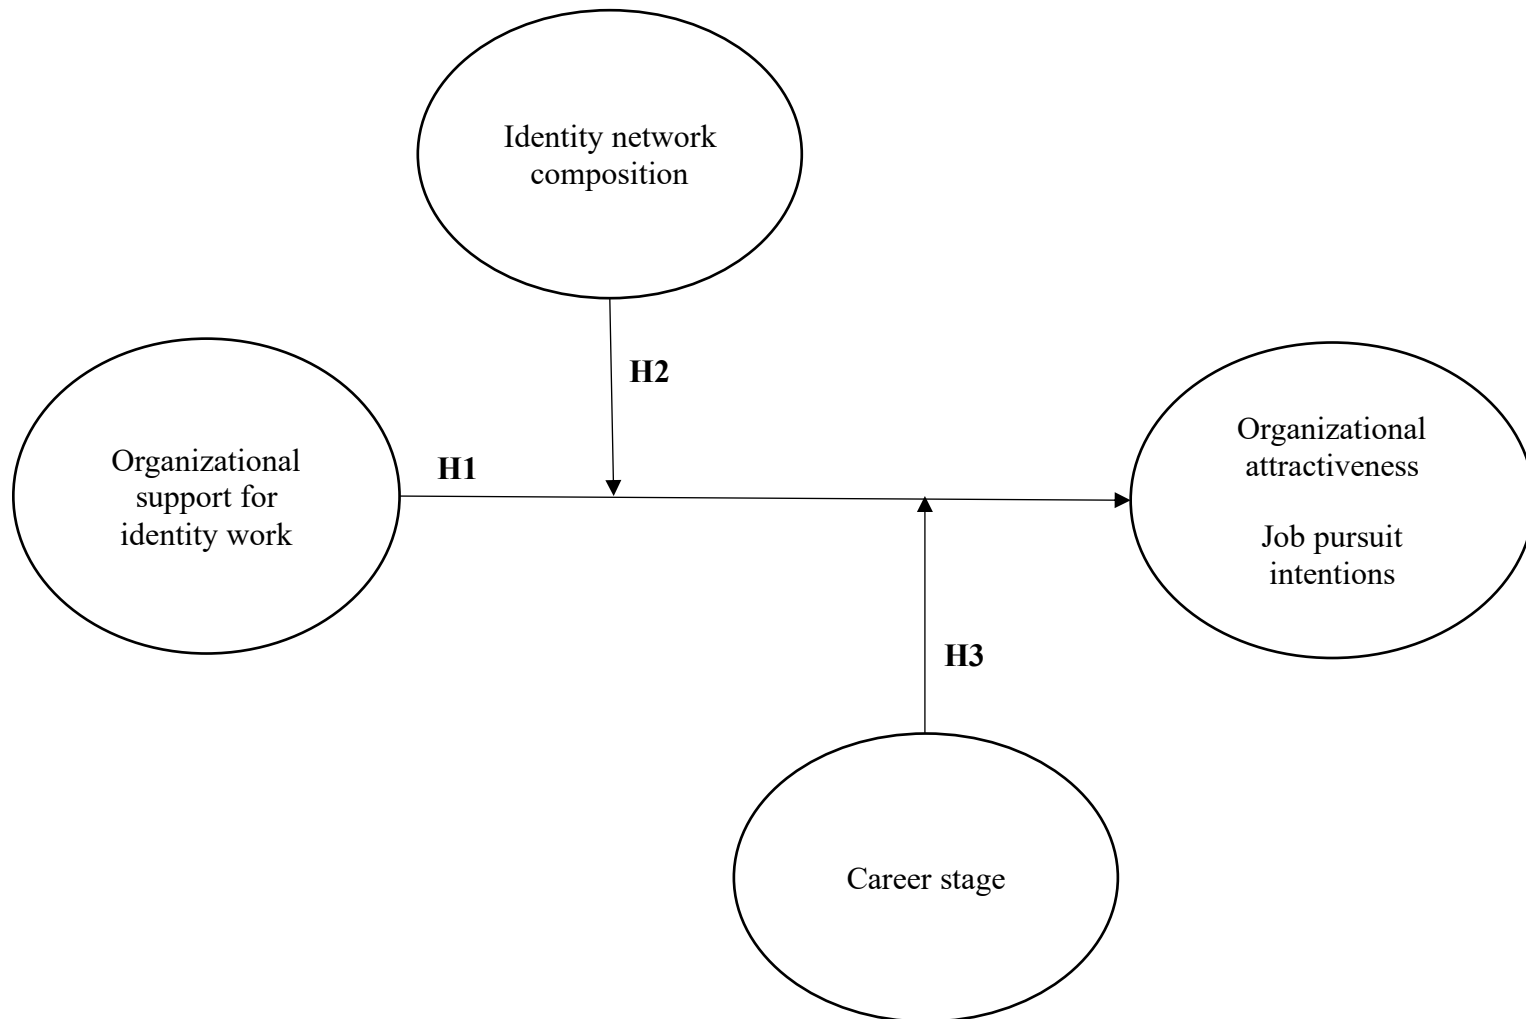 Identity network
composition
H2
Organizational
support for
identity work
H1
Organizational
attractiveness
Job pursuit
intentions
H3
Career stage